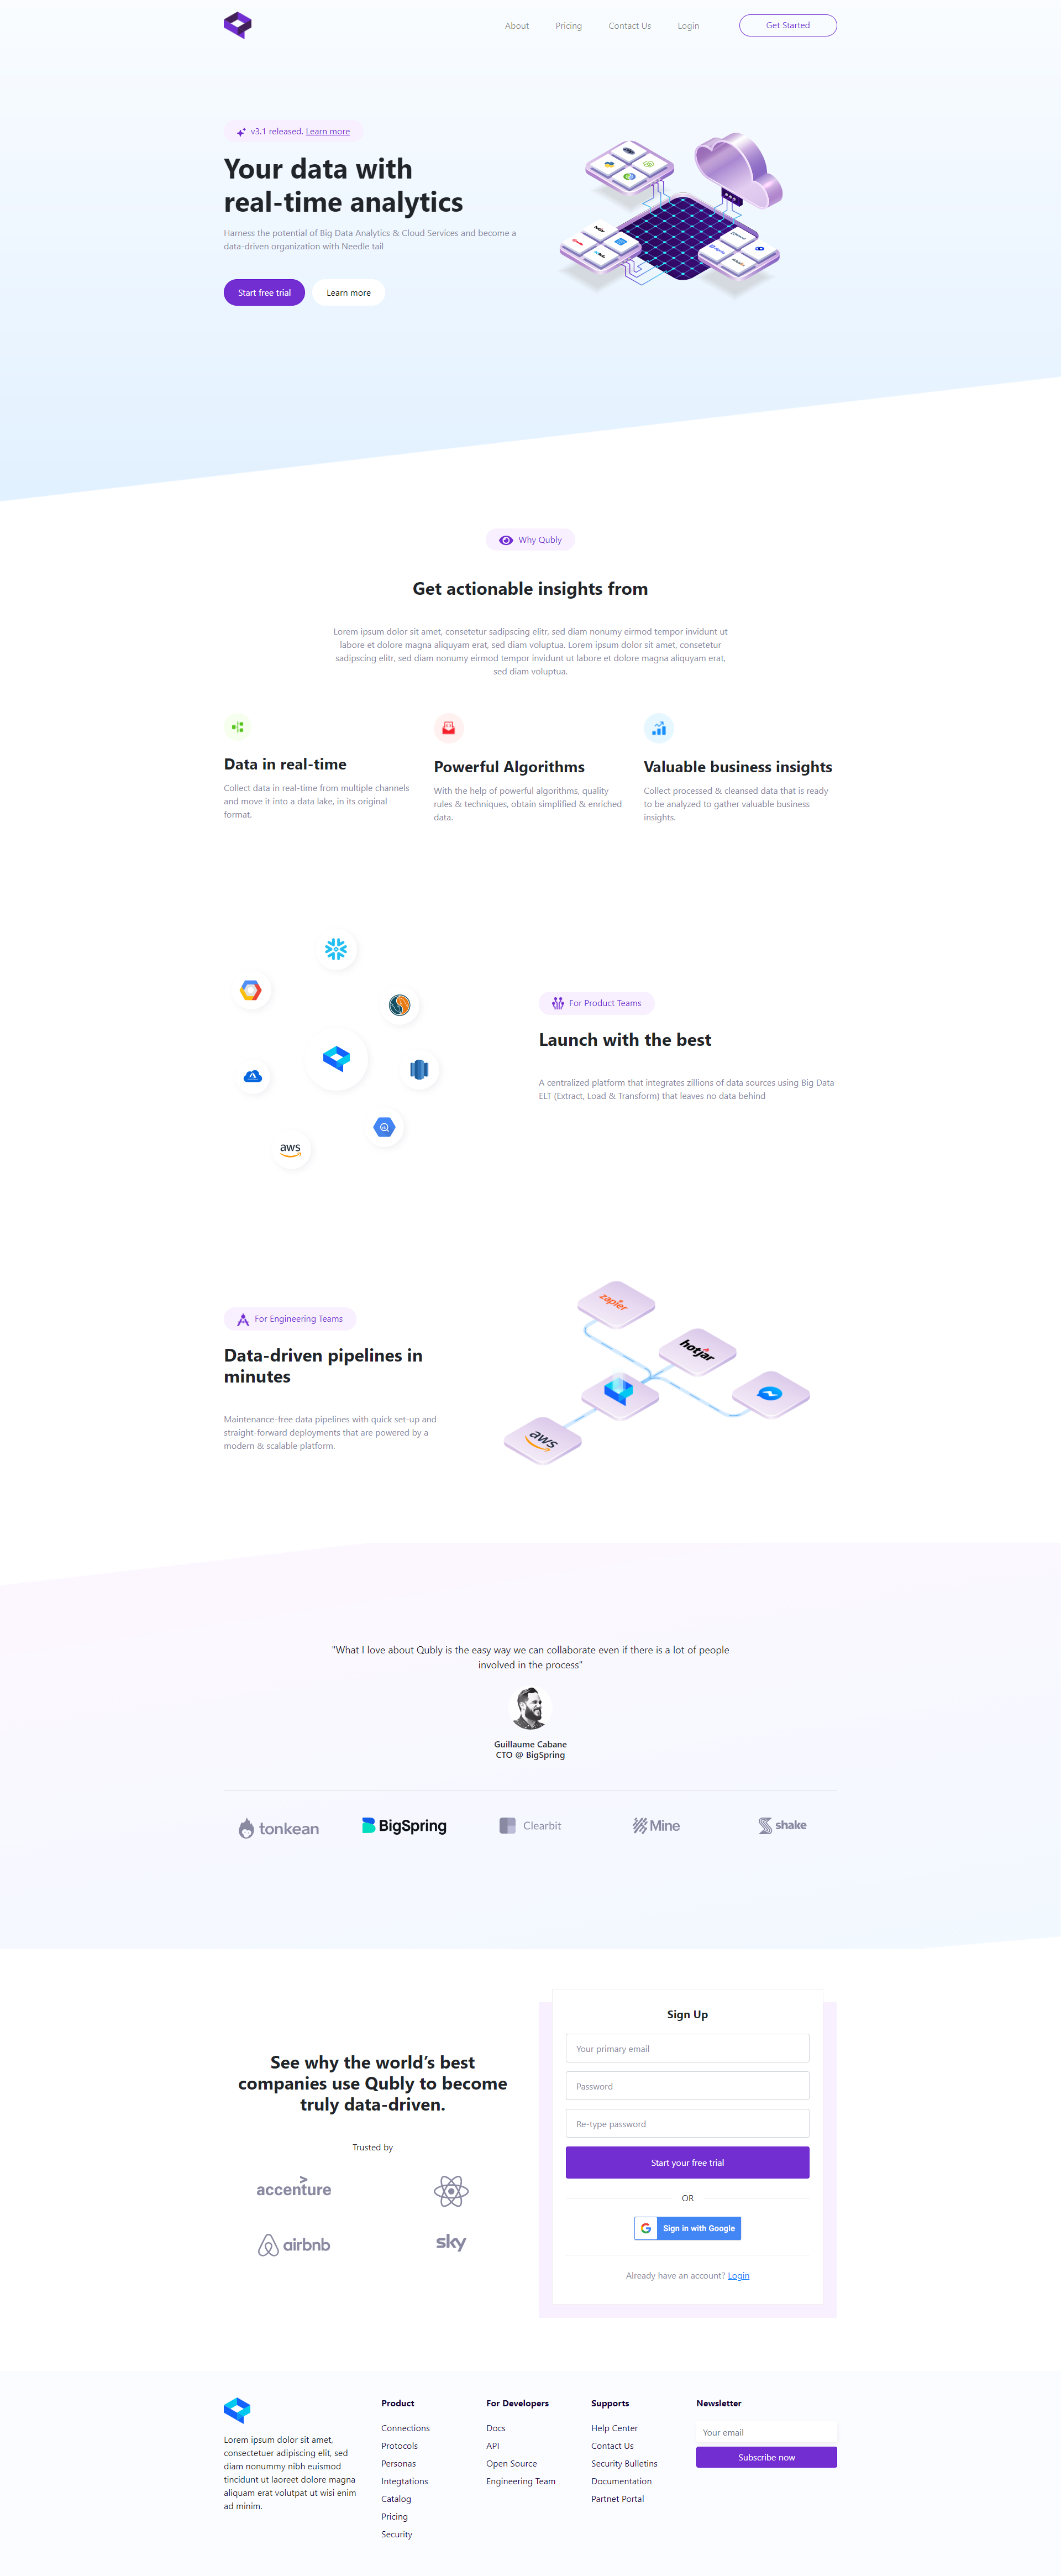 About
Pricing
Contact Us
Login
Get Started
v3.1 released. Learn more
Your data with
real-time analytics
Harness the potential of Big Data Analytics & Cloud Services and become a
data-driven organization with Needle tail
Start free trial
Learn more
Why Qubly
Get actionable insights from
Lorem ipsum dolor sit amet, consetetur sadipscing elitr, sed diam nonumy eirmod tempor invidunt ut
labore et dolore magna aliquyam erat, sed diam voluptua. Lorem ipsum dolor sit amet, consetetur
sadipscing elitr, sed diam nonumy eirmod tempor invidunt ut labore et dolore magna aliquyam erat,
sed diam voluptua.
Data in real-time
Collect data in real-time from multiple channels
and move it into a data lake, in its original
format.
Powerful Algorithms
With the help of powerful algorithms, quality
rules & techniques, obtain simplified & enriched
data.
Valuable business insights
Collect processed & cleansed data that is ready
to be analyzed to gather valuable business
insights.
aws
For Product Teams
Launch with the best
A centralized platform that integrates zillions of data sources using Big Data
ELT (Extract, Load & Transform) that leaves no data behind
For Engineering Teams
Data-driven pipelines in
minutes
Maintenance-free data pipelines with quick set-up and
straight-forward deployments that are powered by a
modern & scalable platform.
zapier
hotjar
aws
"What I love about Qubly is the easy way we can collaborate even if there is a lot of people
involved in the process"
Guillaume Cabane
CTO @ BigSpring
tonkean
BigSpring
Clearbit
Mine
shake
See why the world’s best
companies use Qubly to become
truly data-driven.
Trusted by
accenture
airbnb
sky
Sign Up
Your primary email
Password
Re-type password
Start your free trial
OR
Sign in with Google
Already have an account? Login
Lorem ipsum dolor sit amet,
consectetuer adipiscing elit, sed
diam nonummy nibh euismod
tincidunt ut laoreet dolore magna
aliquam erat volutpat ut wisi enim
ad minim.
Product
Connections
Protocols
Personas
Integtations
Catalog
Pricing
Security
For Developers
Docs
API
Open Source
Engineering Team
Supports
Help Center
Contact Us
Security Bulletins
Documentation
Partnet Portal
Newsletter
Your email
Subscribe now